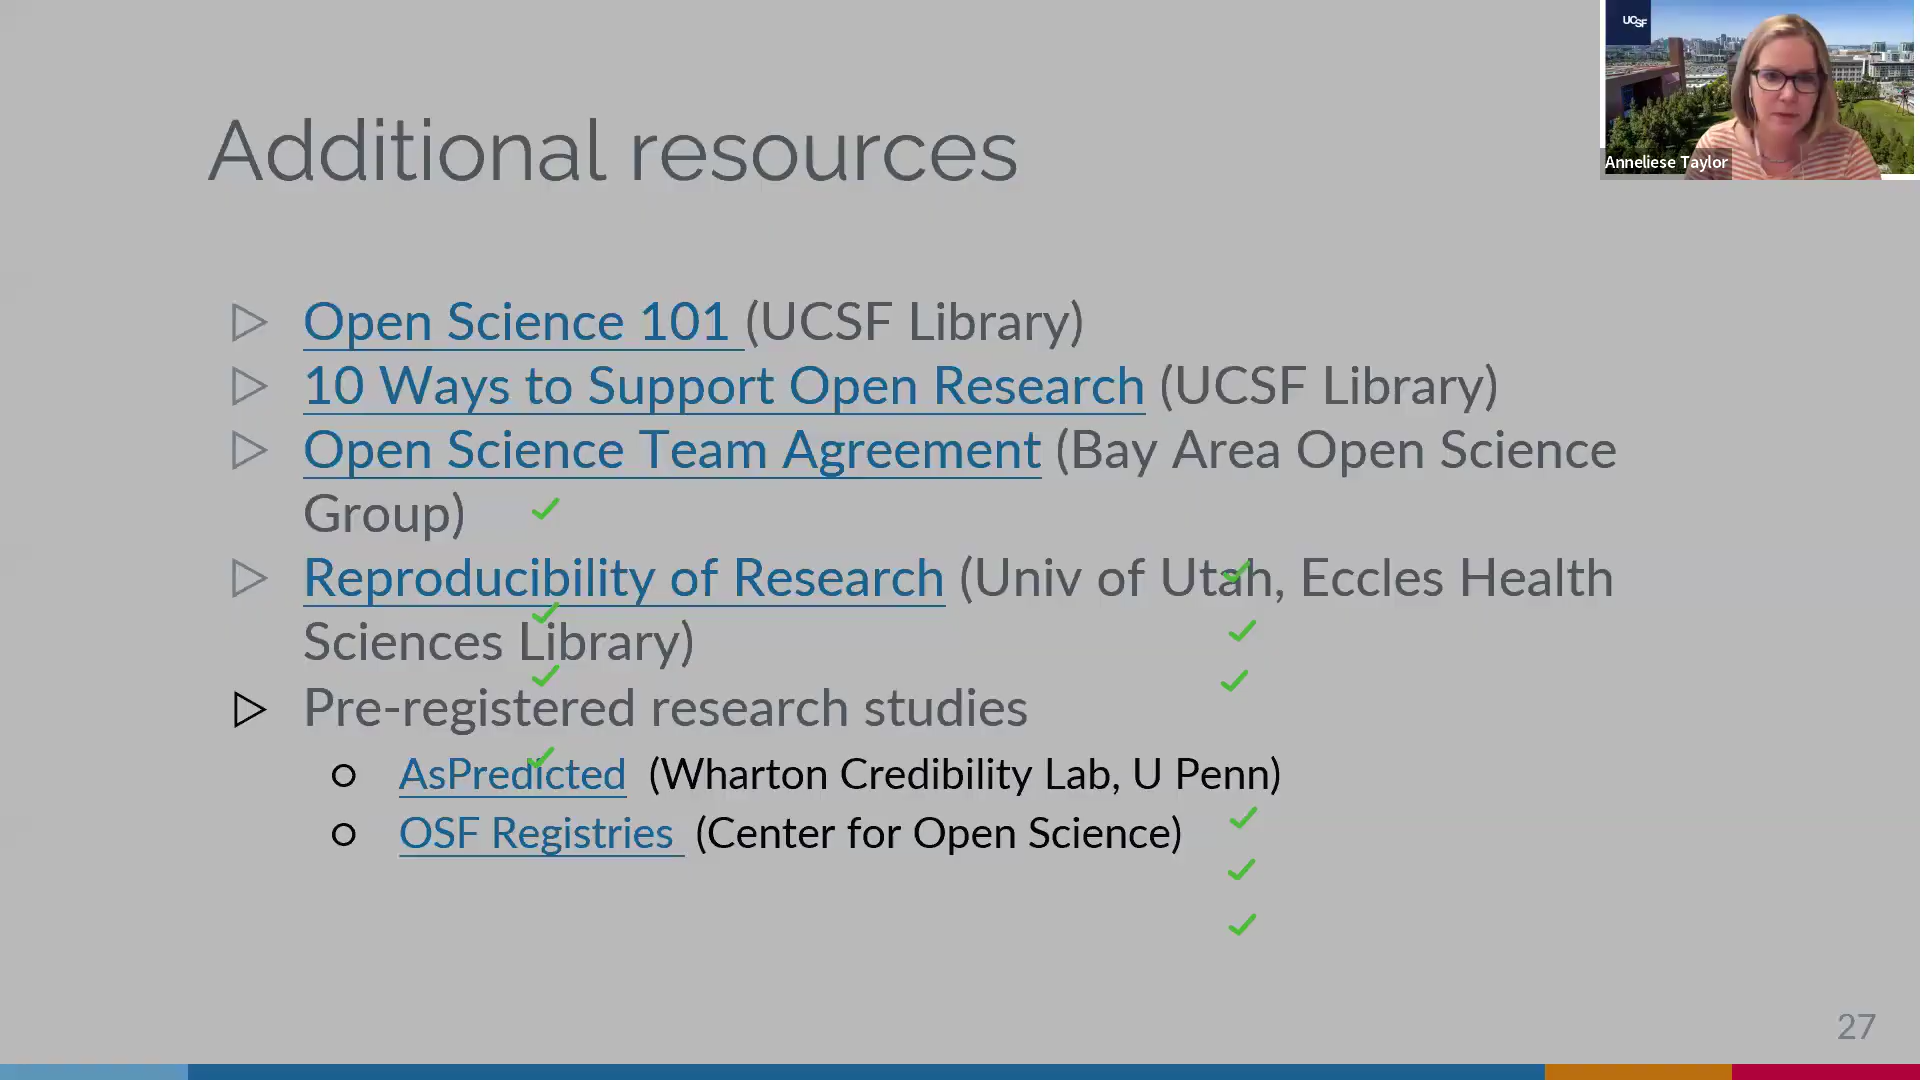 UCSF
Anneliese Taylor
Additional resources
Open Science 101 (UCSF Library)
10 Ways to Support Open Research (UCSF Library)
Open Science Team Agreement (Bay Area Open Science
Group)
Reproducibility of Research (Univ of Utah, Eccles Health
Sciences Library)
Pre-registered research studies
AsPredicted (Wharton Credibility Lab, U Penn)
OSF Registries (Center for Open Science)
27